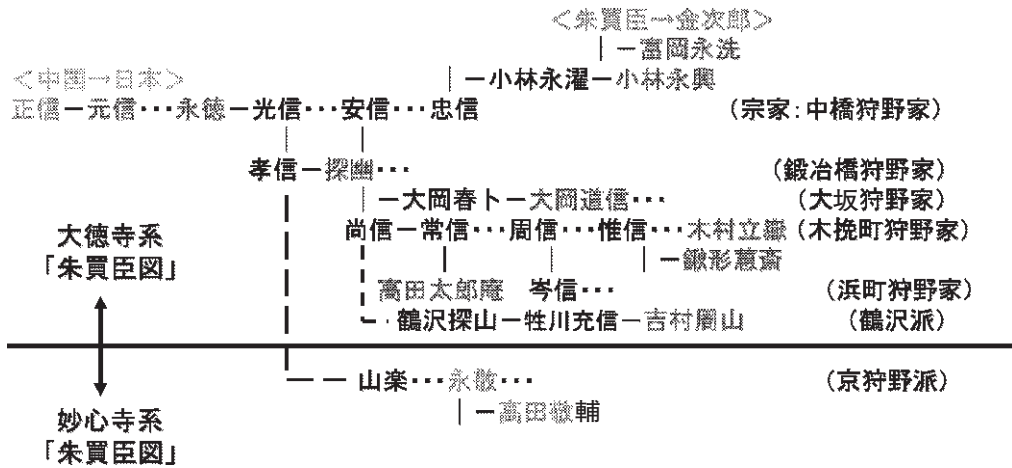 ＜朱買臣→金次郎＞
｜ー富岡永洗
＜中国→日本＞ ｜ー小林永濯ー小林永興
正信ー元信･･･永徳ー光信･･･安信･･･忠信 (宗家：中橋狩野家)
孝信ー探幽･･･ (鍛冶橋狩野家)
｜ー大岡春卜ー大岡道信･･･ (大坂狩野家)
大徳寺系 尚信ー常信･･･周信･･･惟信･･･木村立嶽 (木挽町狩野家)
「朱買臣図」 ｜ー鍬形蕙斎
高田太郎庵 岑信･･･ (浜町狩野家)
鶴沢探山ー牲川充信ー吉村周山 (鶴沢派)
山楽･･･永敬･･･ (京狩野派)
妙心寺系 ｜ー高田敬輔
「朱買臣図」